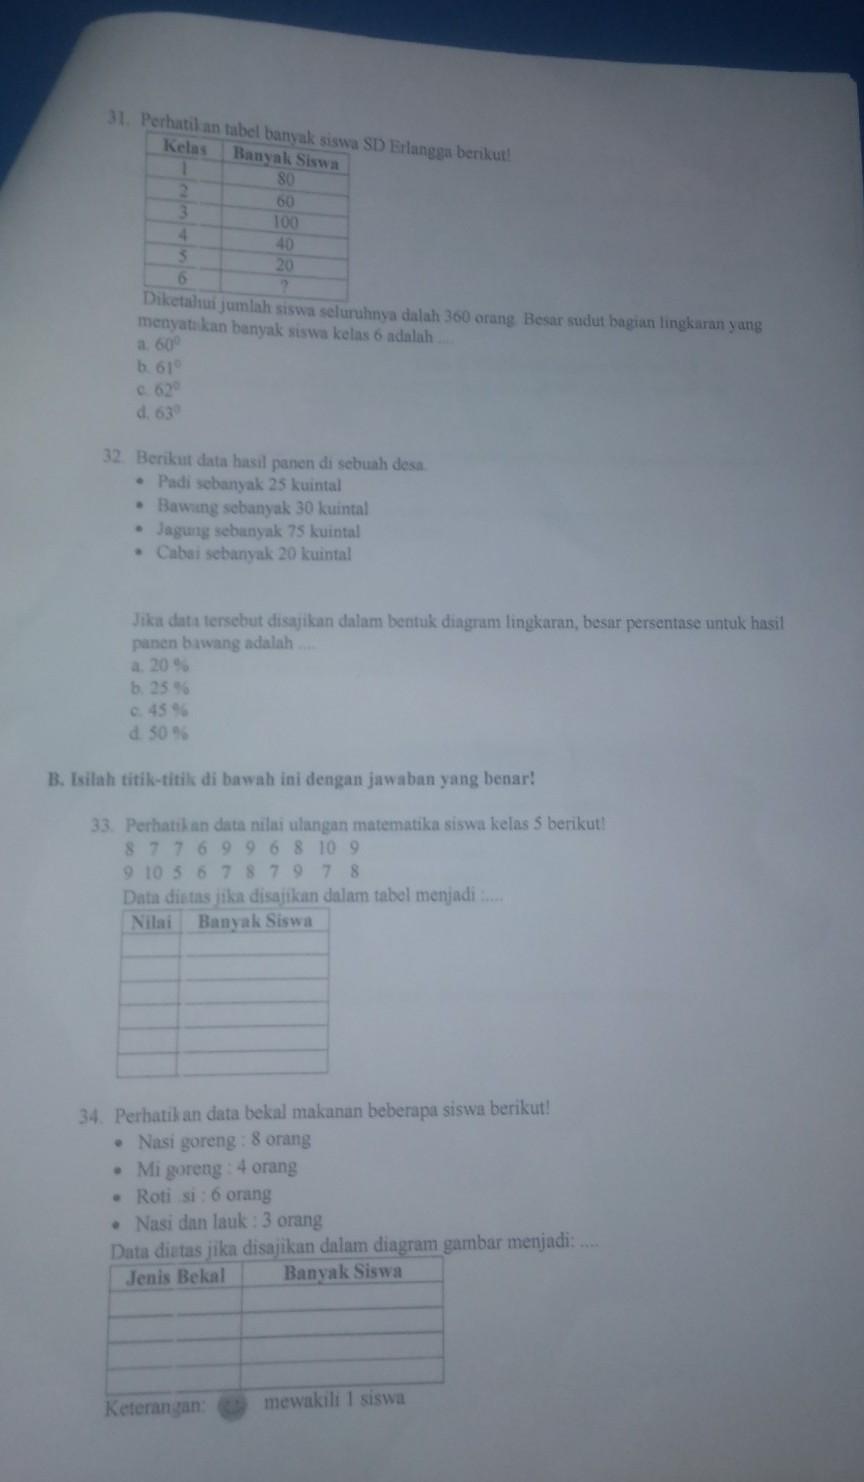 31. Perhatikan tabel banyak siswa SD Erlangga berikut!
Kelas Banyak Siswa
1 80
2 60
3 100
4 40
5 20
6 ?
Diketahui jumlah siswa seluruhnya dalah 360 orang. Besar sudut bagian lingkaran yang
menyatakan banyak siswa kelas 6 adalah ....
a. 60⁰
b. 61⁰
c. 62⁰
d. 63⁰
32. Berikut data hasil panen di sebuah desa.
• Padi sebanyak 25 kuintal
• Bawang sebanyak 30 kuintal
• Jagung sebanyak 75 kuintal
• Cabai sebanyak 20 kuintal
Jika data tersebut disajikan dalam bentuk diagram lingkaran, besar persentase untuk hasil
panen bawang adalah ....
a. 20 %
b. 25 %
c. 45 %
d. 50 %
B. Isilah titik-titik di bawah ini dengan jawaban yang benar!
33. Perhatikan data nilai ulangan matematika siswa kelas 5 berikut!
8 7 7 6 9 9 6 8 10 9
9 10 5 6 7 8 7 9 7 8
Data diatas jika disajikan dalam tabel menjadi :....
Nilai Banyak Siswa
34. Perhatikan data bekal makanan beberapa siswa berikut!
• Nasi goreng : 8 orang
• Mi goreng : 4 orang
• Roti si : 6 orang
• Nasi dan lauk : 3 orang
Data diatas jika disajikan dalam diagram gambar menjadi: ....
Jenis Bekal Banyak Siswa
Keterangan: mewakili 1 siswa